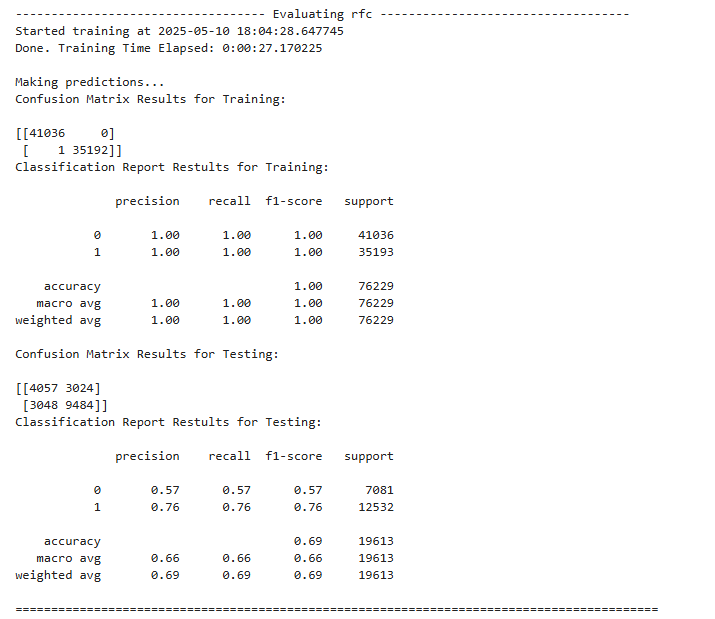 ----------------------------------- Evaluating rfc -----------------------------------
Started training at 2025-05-10 18:04:28.647745
Done. Training Time Elapsed: 0:00:27.170225
Making predictions...
Confusion Matrix Results for Training:
[[41036     0]
 [    1 35192]]
Classification Report Restults for Training:
              precision    recall  f1-score   support
           0       1.00      1.00      1.00     41036
           1       1.00      1.00      1.00     35193
    accuracy                           1.00     76229
   macro avg       1.00      1.00      1.00     76229
weighted avg       1.00      1.00      1.00     76229
Confusion Matrix Results for Testing:
[[4057 3024]
 [3048 9484]]
Classification Report Restults for Testing:
              precision    recall  f1-score   support
           0       0.57      0.57      0.57      7081
           1       0.76      0.76      0.76     12532
    accuracy                           0.69     19613
   macro avg       0.66      0.66      0.66     19613
weighted avg       0.69      0.69      0.69     19613
==========================================================================================